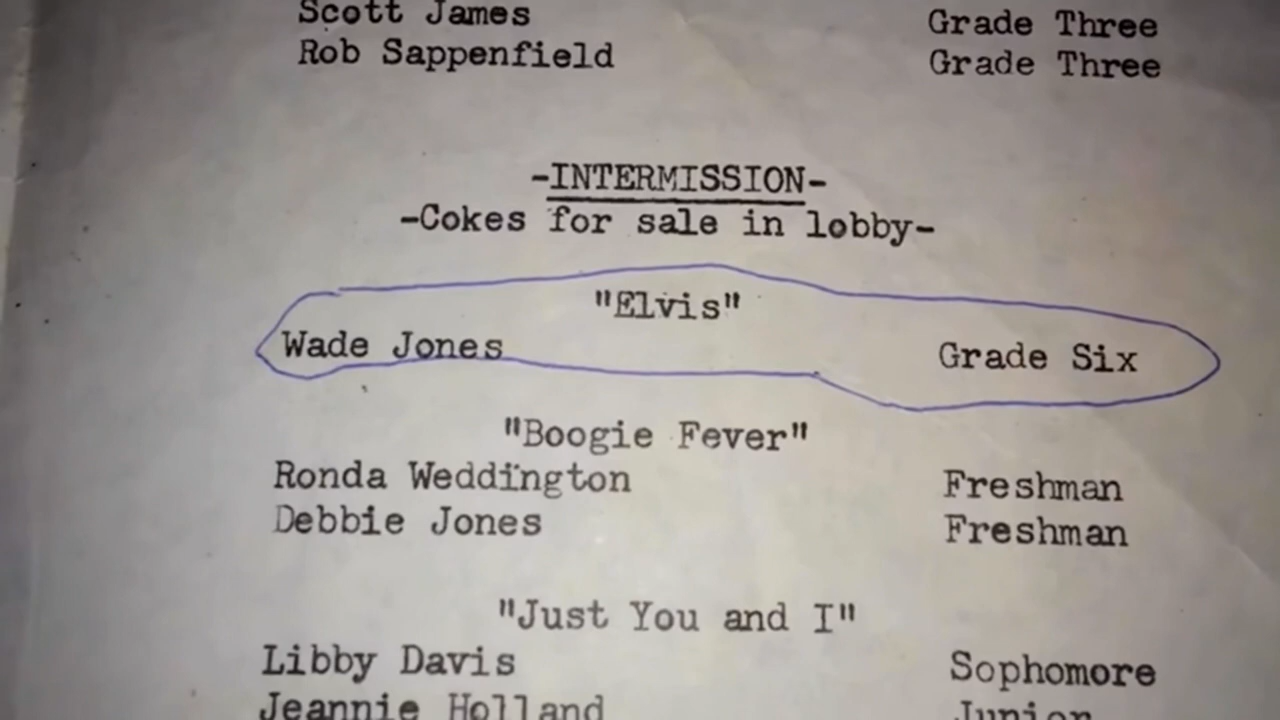 Scott James Grade Three
Rob Sappenfield Grade Three
-INTERMISSION-
-Cokes for sale in lobby-
"Elvis"
Wade Jones Grade Six
"Boogie Fever"
Ronda Weddington Freshman
Debbie Jones Freshman
"Just You and I"
Libby Davis Sophomore
Jeannie Holland Junior